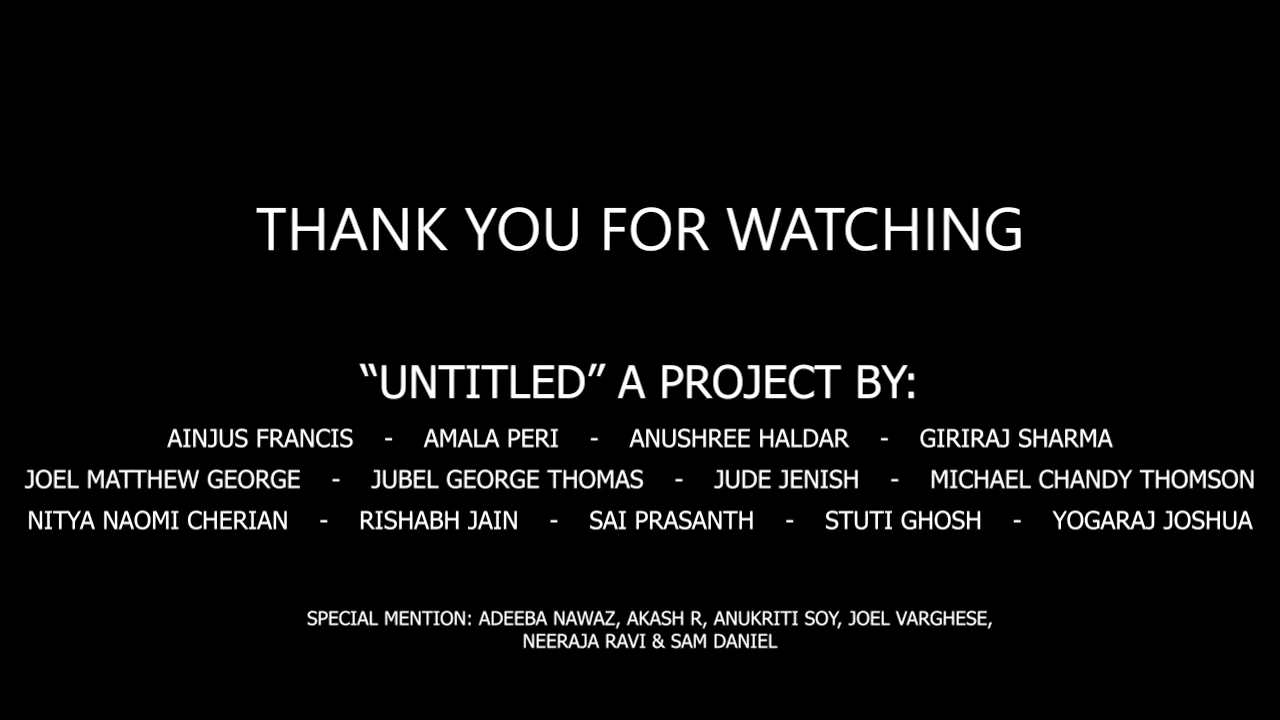 THANK YOU FOR WATCHING
“UNTITLED” A PROJECT BY:
AINJUS FRANCIS - AMALA PERI - ANUSHREE HALDAR - GIRIRAJ SHARMA
JOEL MATTHEW GEORGE - JUBEL GEORGE THOMAS - JUDE JENISH - MICHAEL CHANDY THOMSON
NITYA NAOMI CHERIAN - RISHABH JAIN - SAI PRASANTH - STUTI GHOSH - YOGARAJ JOSHUA
SPECIAL MENTION: ADEEBA NAWAZ, AKASH R, ANUKRITI SOY, JOEL VARGHESE,
NEERAJA RAVI & SAM DANIEL